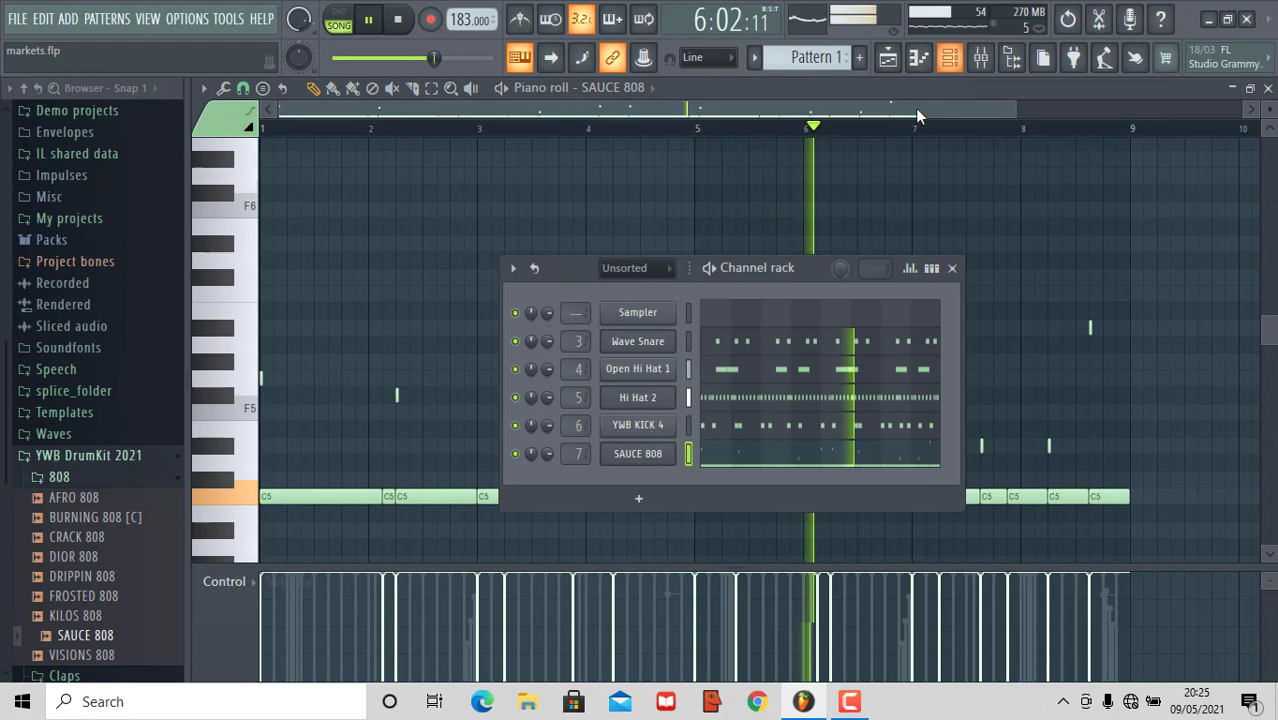 FILE EDIT ADD PATTERNS VIEW OPTIONS TOOLS HELP
PAT
SONG
183.000
3.2
6:02:11
B:S:T
54
270 MB
5
markets.flp
Line
Pattern 1
18/03 FL
Studio Grammy...
Browser - Snap 1
Piano roll - SAUCE 808
1 2 3 4 5 6 7 8 9 10
Demo projects
Envelopes
IL shared data
Impulses
Misc
My projects
Packs
Project bones
Recorded
Rendered
Sliced audio
Soundfonts
Speech
splice_folder
Templates
Waves
YWB DrumKit 2021
808
AFRO 808
BURNING 808 [C]
CRACK 808
DIOR 808
DRIPPIN 808
FROSTED 808
KILOS 808
SAUCE 808
VISIONS 808
Claps
F6
F5
Unsorted
Channel rack
--- Sampler
3 Wave Snare
4 Open Hi Hat 1
5 Hi Hat 2
6 YWB KICK 4
7 SAUCE 808
+
C5 C5 C5 C5 C5 C5 C5 C5
Control
Velocity
Search
20:25
09/05/2021
1